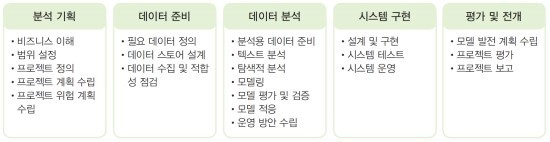 분석 기획
• 비즈니스 이해
• 범위 설정
• 프로젝트 정의
• 프로젝트 계획 수립
• 프로젝트 위험 계획
수립
데이터 준비
• 필요 데이터 정의
• 데이터 스토어 설계
• 데이터 수집 및 적합
성 점검
데이터 분석
• 분석용 데이터 준비
• 텍스트 분석
• 탐색적 분석
• 모델링
• 모델 평가 및 검증
• 모델 적용
• 운영 방안 수립
시스템 구현
• 설계 및 구현
• 시스템 테스트
• 시스템 운영
평가 및 전개
• 모델 발전 계획 수립
• 프로젝트 평가
• 프로젝트 보고